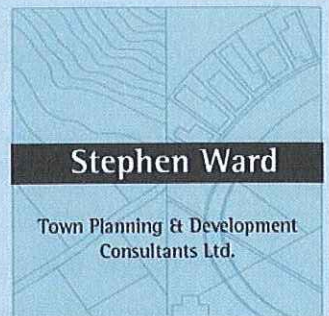 Stephen Ward
Town Planning & Development
Consultants Ltd.